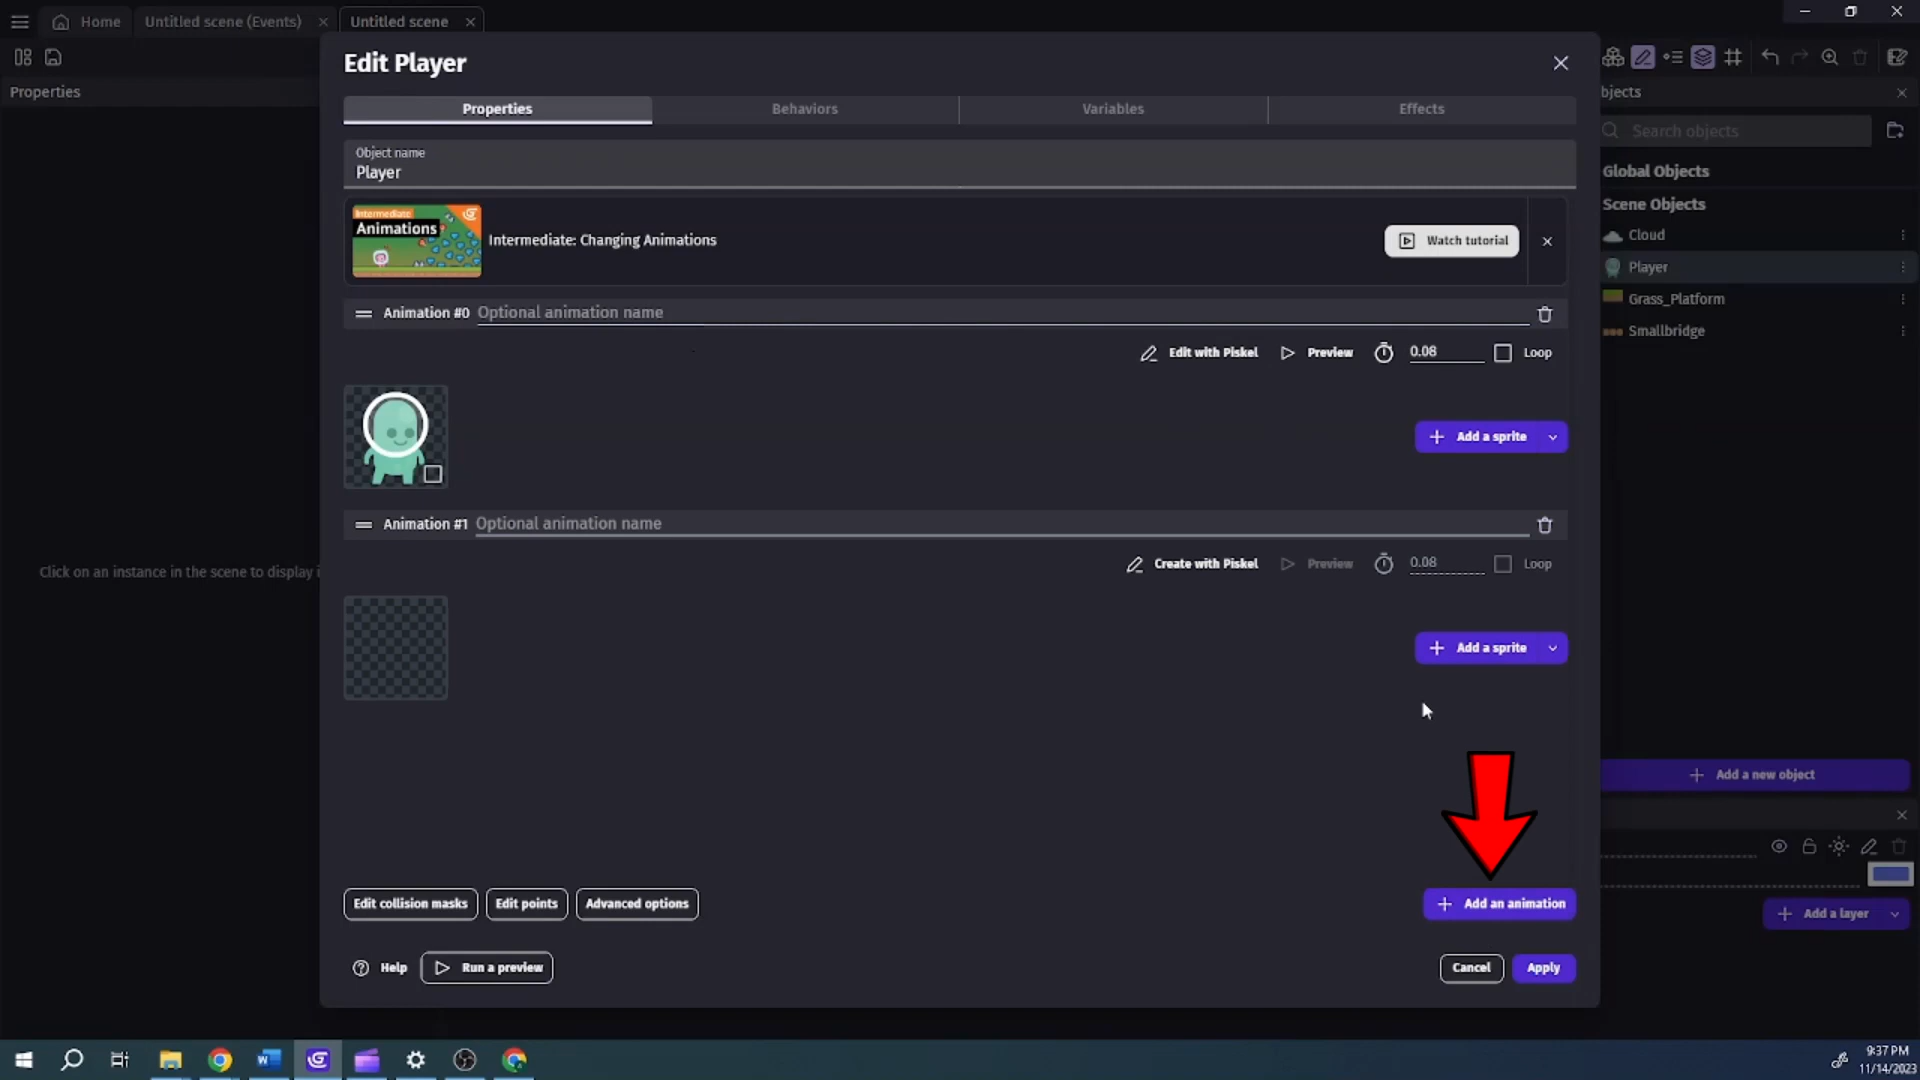 Home
Untitled scene (Events)
Untitled scene
Properties
Edit Player
Properties
Behaviors
Variables
Effects
Object name
Player
Intermediate
Animations
Intermediate: Changing Animations
Watch tutorial
Animation #0
Optional animation name
Edit with Piskel
Preview
0.08
Loop
Add a sprite
Animation #1
Optional animation name
Create with Piskel
Preview
0.08
Loop
Add a sprite
Click on an instance in the scene to display i
Edit collision masks
Edit points
Advanced options
Add an animation
Help
Run a preview
Cancel
Apply
bjects
Search objects
Global Objects
Scene Objects
Cloud
Player
Grass_Platform
Smallbridge
Add a new object
Add a layer
9:37 PM
11/14/2023